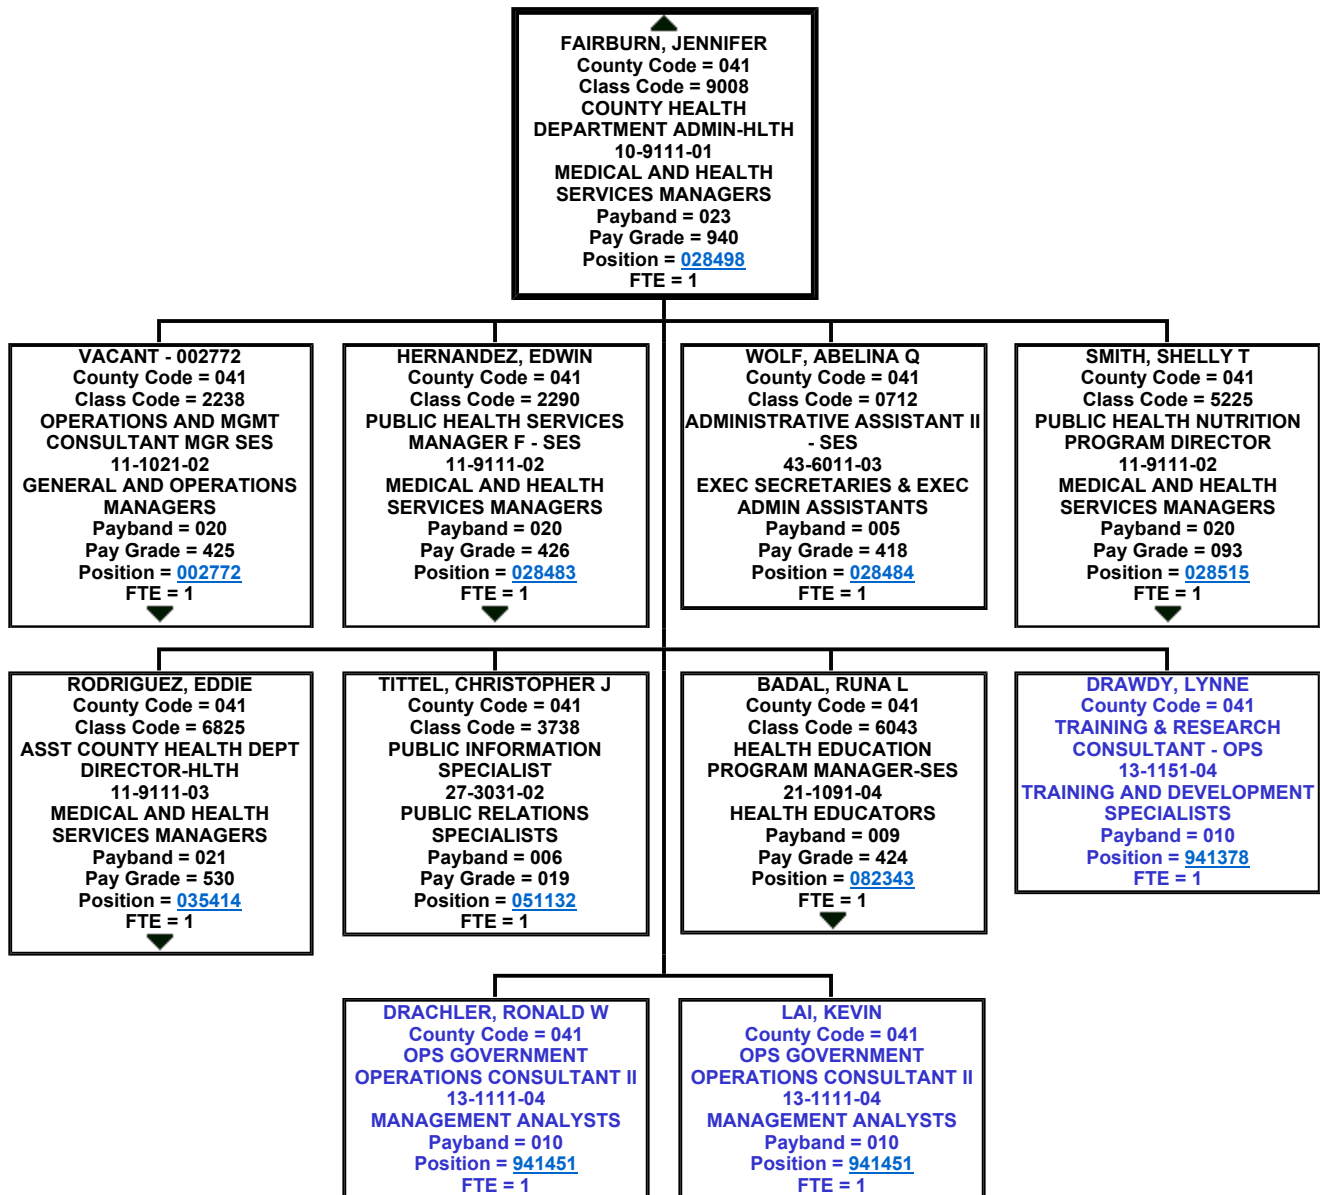 FAIRBURN, JENNIFER
County Code = 041
Class Code = 9008
COUNTY HEALTH
DEPARTMENT ADMIN-HLTH
10-9111-01
MEDICAL AND HEALTH
SERVICES MANAGERS
Payband = 023
Pay Grade = 940
Position = 028498
FTE = 1
VACANT - 002772
County Code = 041
Class Code = 2238
OPERATIONS AND MGMT
CONSULTANT MGR SES
11-1021-02
GENERAL AND OPERATIONS
MANAGERS
Payband = 020
Pay Grade = 425
Position = 002772
FTE = 1
HERNANDEZ, EDWIN
County Code = 041
Class Code = 2290
PUBLIC HEALTH SERVICES
MANAGER F - SES
11-9111-02
MEDICAL AND HEALTH
SERVICES MANAGERS
Payband = 020
Pay Grade = 426
Position = 028483
FTE = 1
WOLF, ABELINA Q
County Code = 041
Class Code = 0712
ADMINISTRATIVE ASSISTANT II
- SES
43-6011-03
EXEC SECRETARIES & EXEC
ADMIN ASSISTANTS
Payband = 005
Pay Grade = 418
Position = 028484
FTE = 1
SMITH, SHELLY T
County Code = 041
Class Code = 5225
PUBLIC HEALTH NUTRITION
PROGRAM DIRECTOR
11-9111-02
MEDICAL AND HEALTH
SERVICES MANAGERS
Payband = 020
Pay Grade = 093
Position = 028515
FTE = 1
RODRIGUEZ, EDDIE
County Code = 041
Class Code = 6825
ASST COUNTY HEALTH DEPT
DIRECTOR-HLTH
11-9111-03
MEDICAL AND HEALTH
SERVICES MANAGERS
Payband = 021
Pay Grade = 530
Position = 035414
FTE = 1
TITTEL, CHRISTOPHER J
County Code = 041
Class Code = 3738
PUBLIC INFORMATION
SPECIALIST
27-3031-02
PUBLIC RELATIONS
SPECIALISTS
Payband = 006
Pay Grade = 019
Position = 051132
FTE = 1
BADAL, RUNA L
County Code = 041
Class Code = 6043
HEALTH EDUCATION
PROGRAM MANAGER-SES
21-1091-04
HEALTH EDUCATORS
Payband = 009
Pay Grade = 424
Position = 082343
FTE = 1
DRAWDY, LYNNE
County Code = 041
TRAINING & RESEARCH
CONSULTANT - OPS
13-1151-04
TRAINING AND DEVELOPMENT
SPECIALISTS
Payband = 010
Position = 941378
FTE = 1
DRACHLER, RONALD W
County Code = 041
OPS GOVERNMENT
OPERATIONS CONSULTANT II
13-1111-04
MANAGEMENT ANALYSTS
Payband = 010
Position = 941451
FTE = 1
LAI, KEVIN
County Code = 041
OPS GOVERNMENT
OPERATIONS CONSULTANT II
13-1111-04
MANAGEMENT ANALYSTS
Payband = 010
Position = 941451
FTE = 1